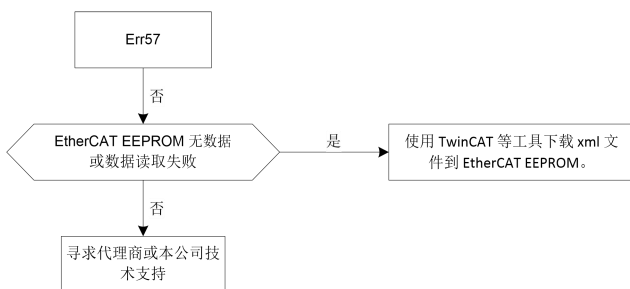 Err57
否
EtherCAT EEPROM 无数据
或数据读取失败
是
使用 TwinCAT 等工具下载 xml 文
件到 EtherCAT EEPROM。
否
寻求代理商或本公司技
术支持